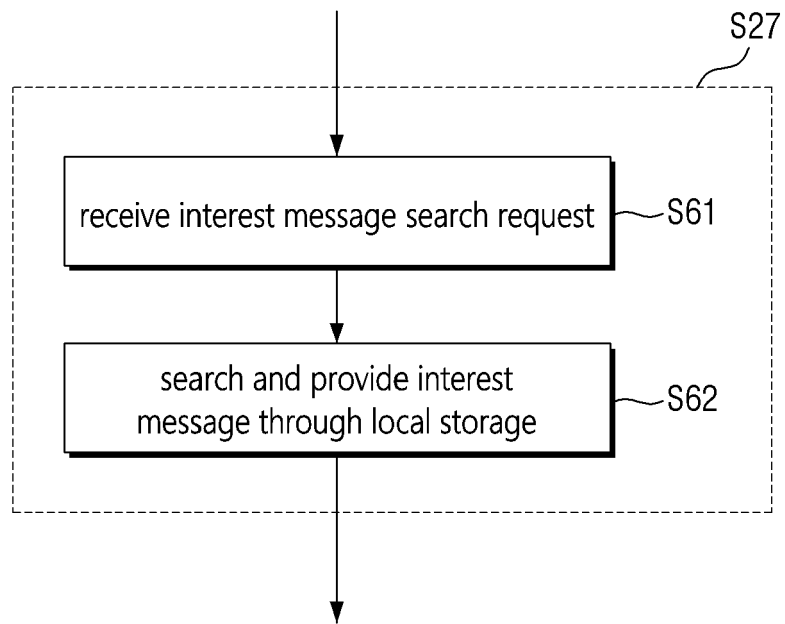 S27
receive interest message search request
S61
search and provide interest
message through local storage
S62